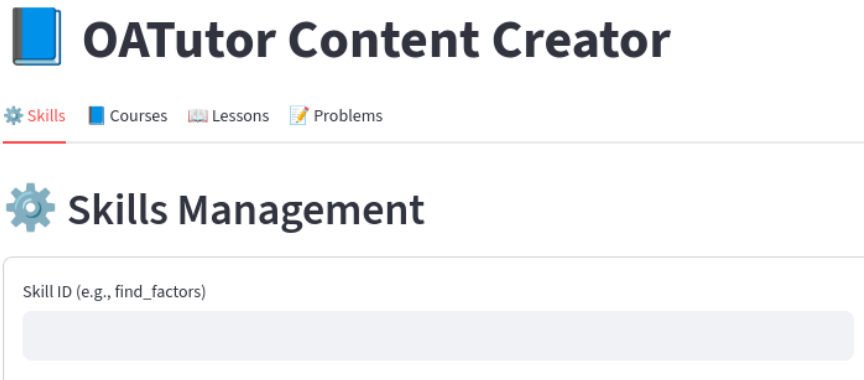 OATutor Content Creator
Skills Courses Lessons Problems
Skills Management
Skill ID (e.g., find_factors)